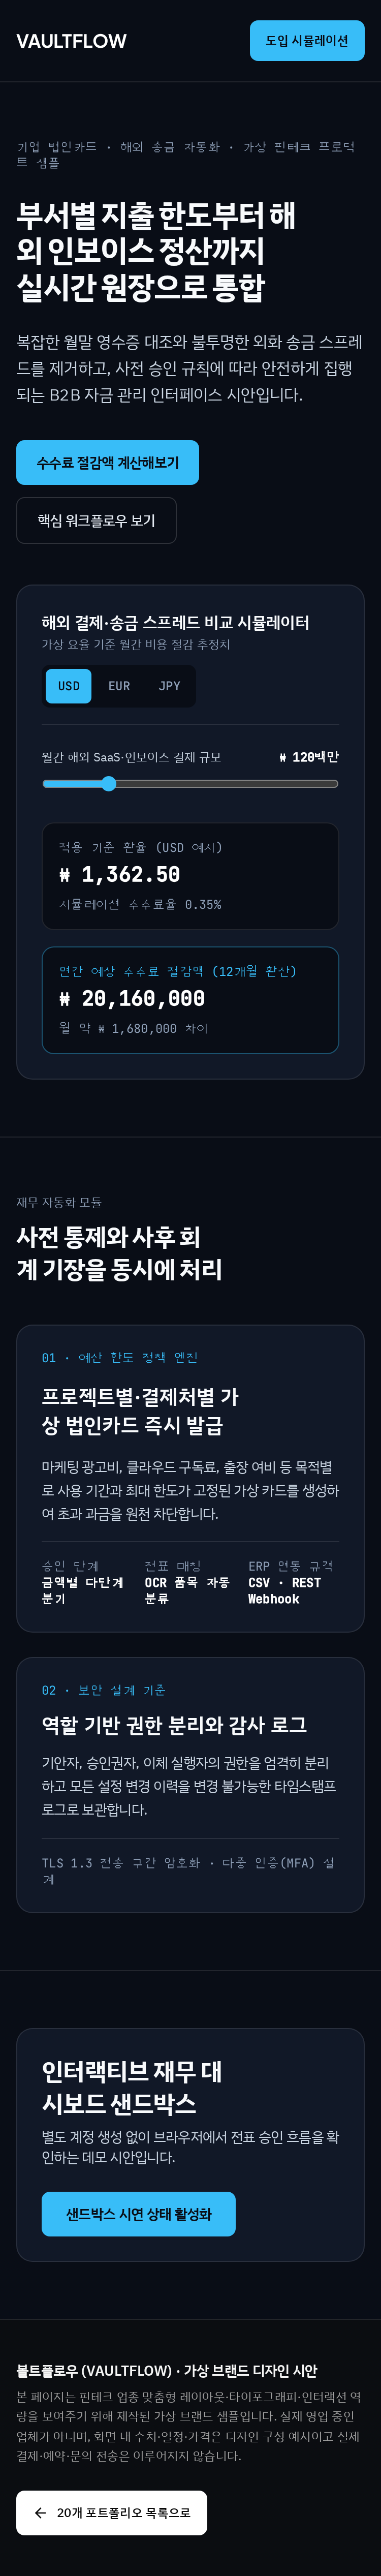 VAULTFLOW
도입 시뮬레이션
기업 법인카드 · 해외 송금 자동화 · 가상 핀테크 프로덕
트 샘플
부서별 지출 한도부터 해
외 인보이스 정산까지
실시간 원장으로 통합
복잡한 월말 영수증 대조와 불투명한 외화 송금 스프레
드를 제거하고, 사전 승인 규칙에 따라 안전하게 집행
되는 B2B 자금 관리 인터페이스 시안입니다.
수수료 절감액 계산해보기
핵심 워크플로우 보기
해외 결제·송금 스프레드 비교 시뮬레이터
가상 요율 기준 월간 비용 절감 추정치
USD EUR JPY
월간 해외 SaaS·인보이스 결제 규모 ₩ 120백만
적용 기준 환율 (USD 예시)
₩ 1,362.50
시뮬레이션 수수료율 0.35%
연간 예상 수수료 절감액 (12개월 환산)
₩ 20,160,000
월 약 ₩ 1,680,000 차이
재무 자동화 모듈
사전 통제와 사후 회
계 기장을 동시에 처리
01 · 예산 한도 정책 엔진
프로젝트별·결제처별 가
상 법인카드 즉시 발급
마케팅 광고비, 클라우드 구독료, 출장 여비 등 목적별
로 사용 기간과 최대 한도가 고정된 가상 카드를 생성하
여 초과 과금을 원천 차단합니다.
승인 단계 전표 매칭 ERP 연동 규격
금액별 다단계 OCR 품목 자동 CSV · REST
분기 분류 Webhook
02 · 보안 설계 기준
역할 기반 권한 분리와 감사 로그
기안자, 승인권자, 이체 실행자의 권한을 엄격히 분리
하고 모든 설정 변경 이력을 변경 불가능한 타임스탬프
로그로 보관합니다.
TLS 1.3 전송 구간 암호화 · 다중 인증(MFA) 설
계
인터랙티브 재무 대
시보드 샌드박스
별도 계정 생성 없이 브라우저에서 전표 승인 흐름을 확
인하는 데모 시안입니다.
샌드박스 시연 상태 활성화
볼트플로우 (VAULTFLOW) · 가상 브랜드 디자인 시안
본 페이지는 핀테크 업종 맞춤형 레이아웃·타이포그래피·인터랙션 역
량을 보여주기 위해 제작된 가상 브랜드 샘플입니다. 실제 영업 중인
업체가 아니며, 화면 내 수치·일정·가격은 디자인 구성 예시이고 실제
결제·예약·문의 전송은 이루어지지 않습니다.
← 20개 포트폴리오 목록으로